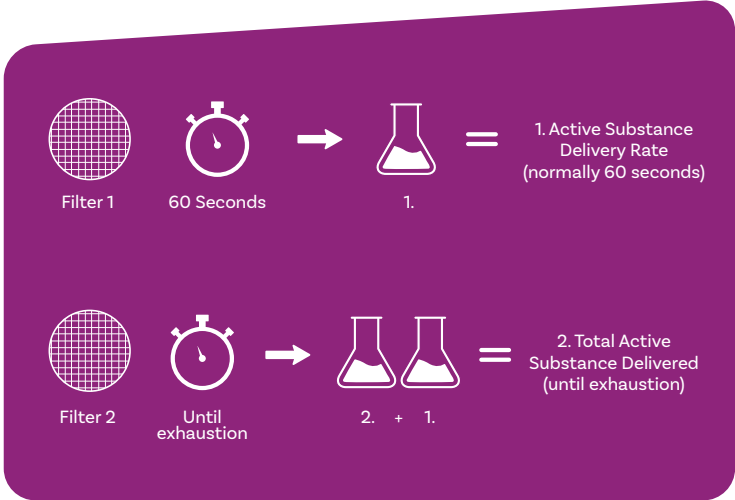 1. Active Substance
Delivery Rate
(normally 60 seconds)
Filter 1
60 Seconds
1.
2. Total Active
Substance Delivered
(until exhaustion)
Filter 2
Until
exhaustion
2. + 1.